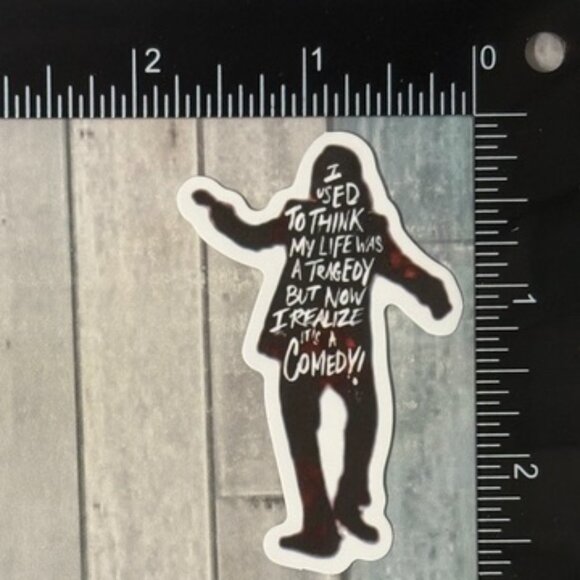 2 1 0
I
USED
TO THINK
MY LIFE WAS
A TRAGEDY
BUT NOW
I REALIZE
IT'S A
COMEDY!
1
2